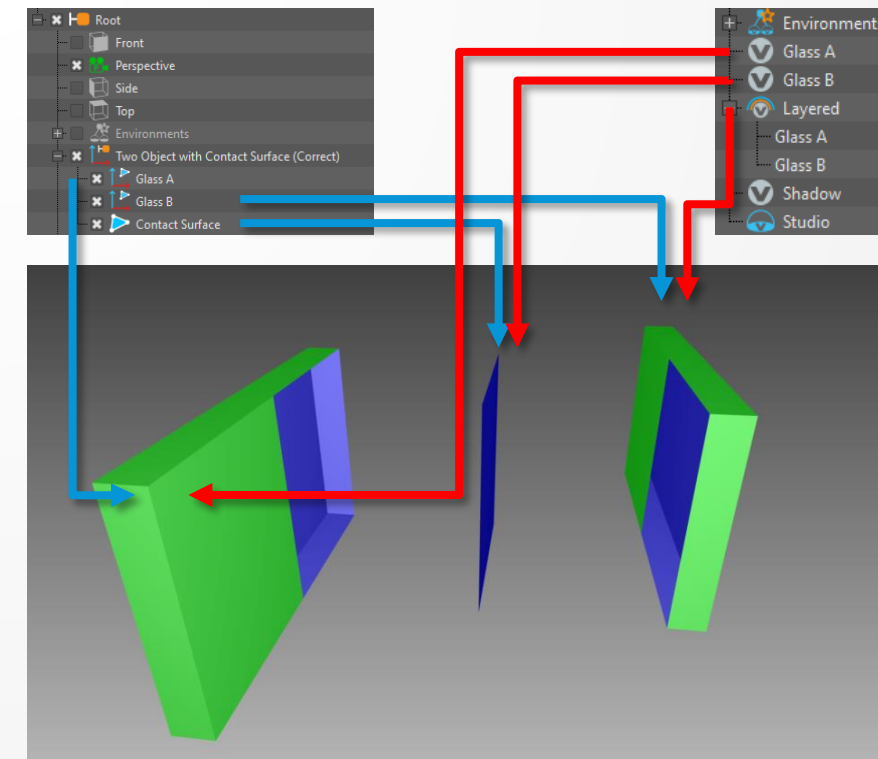 Root
Front
Perspective
Side
Top
Environments
Two Object with Contact Surface (Correct)
Glass A
Glass B
Contact Surface
Environment
Glass A
Glass B
Layered
Glass A
Glass B
Shadow
Studio